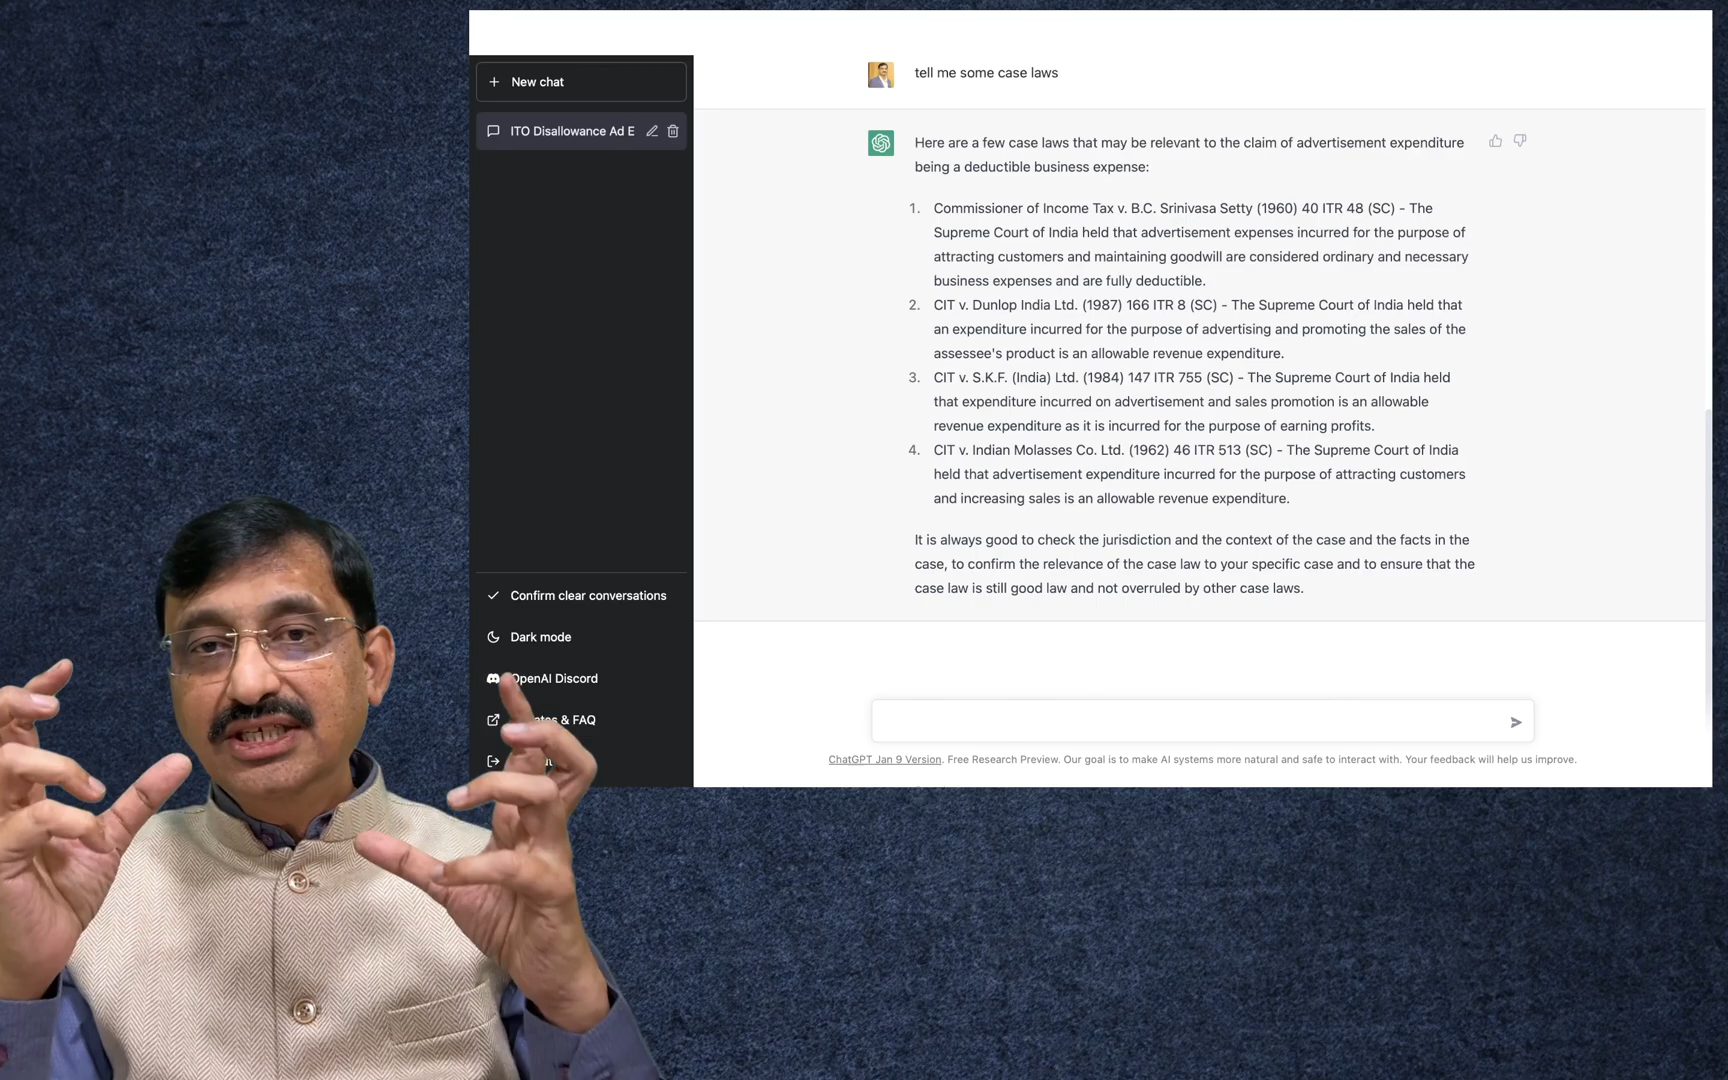 New chat
ITO Disallowance Ad E
Confirm clear conversations
Dark mode
OpenAI Discord
& FAQ
tell me some case laws
Here are a few case laws that may be relevant to the claim of advertisement expenditure
being a deductible business expense:
1. Commissioner of Income Tax v. B.C. Srinivasa Setty (1960) 40 ITR 48 (SC) - The
Supreme Court of India held that advertisement expenses incurred for the purpose of
attracting customers and maintaining goodwill are considered ordinary and necessary
business expenses and are fully deductible.
2. CIT v. Dunlop India Ltd. (1987) 166 ITR 8 (SC) - The Supreme Court of India held that
an expenditure incurred for the purpose of advertising and promoting the sales of the
assessee's product is an allowable revenue expenditure.
3. CIT v. S.K.F. (India) Ltd. (1984) 147 ITR 755 (SC) - The Supreme Court of India held
that expenditure incurred on advertisement and sales promotion is an allowable
revenue expenditure as it is incurred for the purpose of earning profits.
4. CIT v. Indian Molasses Co. Ltd. (1962) 46 ITR 513 (SC) - The Supreme Court of India
held that advertisement expenditure incurred for the purpose of attracting customers
and increasing sales is an allowable revenue expenditure.
It is always good to check the jurisdiction and the context of the case and the facts in the
case, to confirm the relevance of the case law to your specific case and to ensure that the
case law is still good law and not overruled by other case laws.
ChatGPT Jan 9 Version. Free Research Preview. Our goal is to make AI systems more natural and safe to interact with. Your feedback will help us improve.